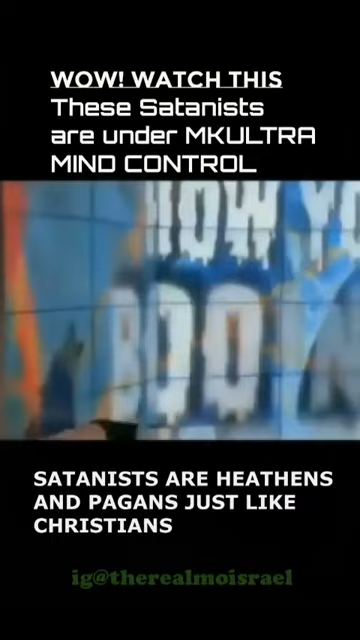 WOW! WATCH THIS
These Satanists
are under MKULTRA
MIND CONTROL
SATANISTS ARE HEATHENS
AND PAGANS JUST LIKE
CHRISTIANS
ig@therealmoisrael